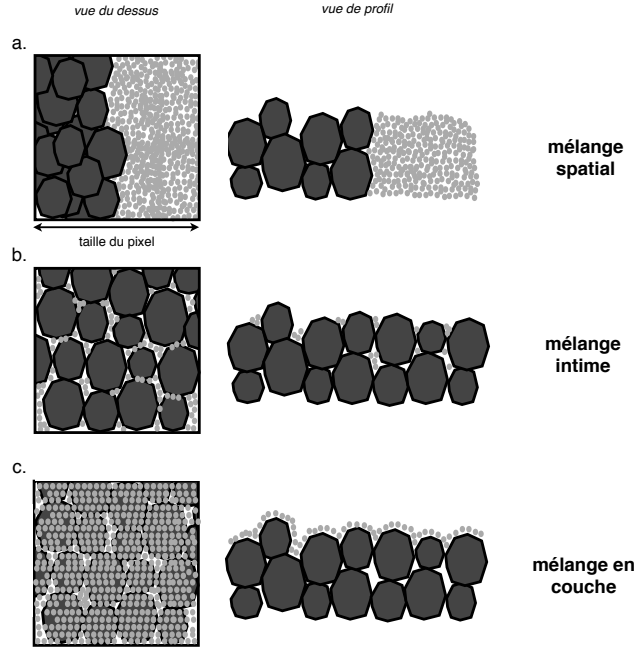 vue du dessus
vue de profil
a.
mélange
spatial
taille du pixel
b.
mélange
intime
c.
mélange en
couche